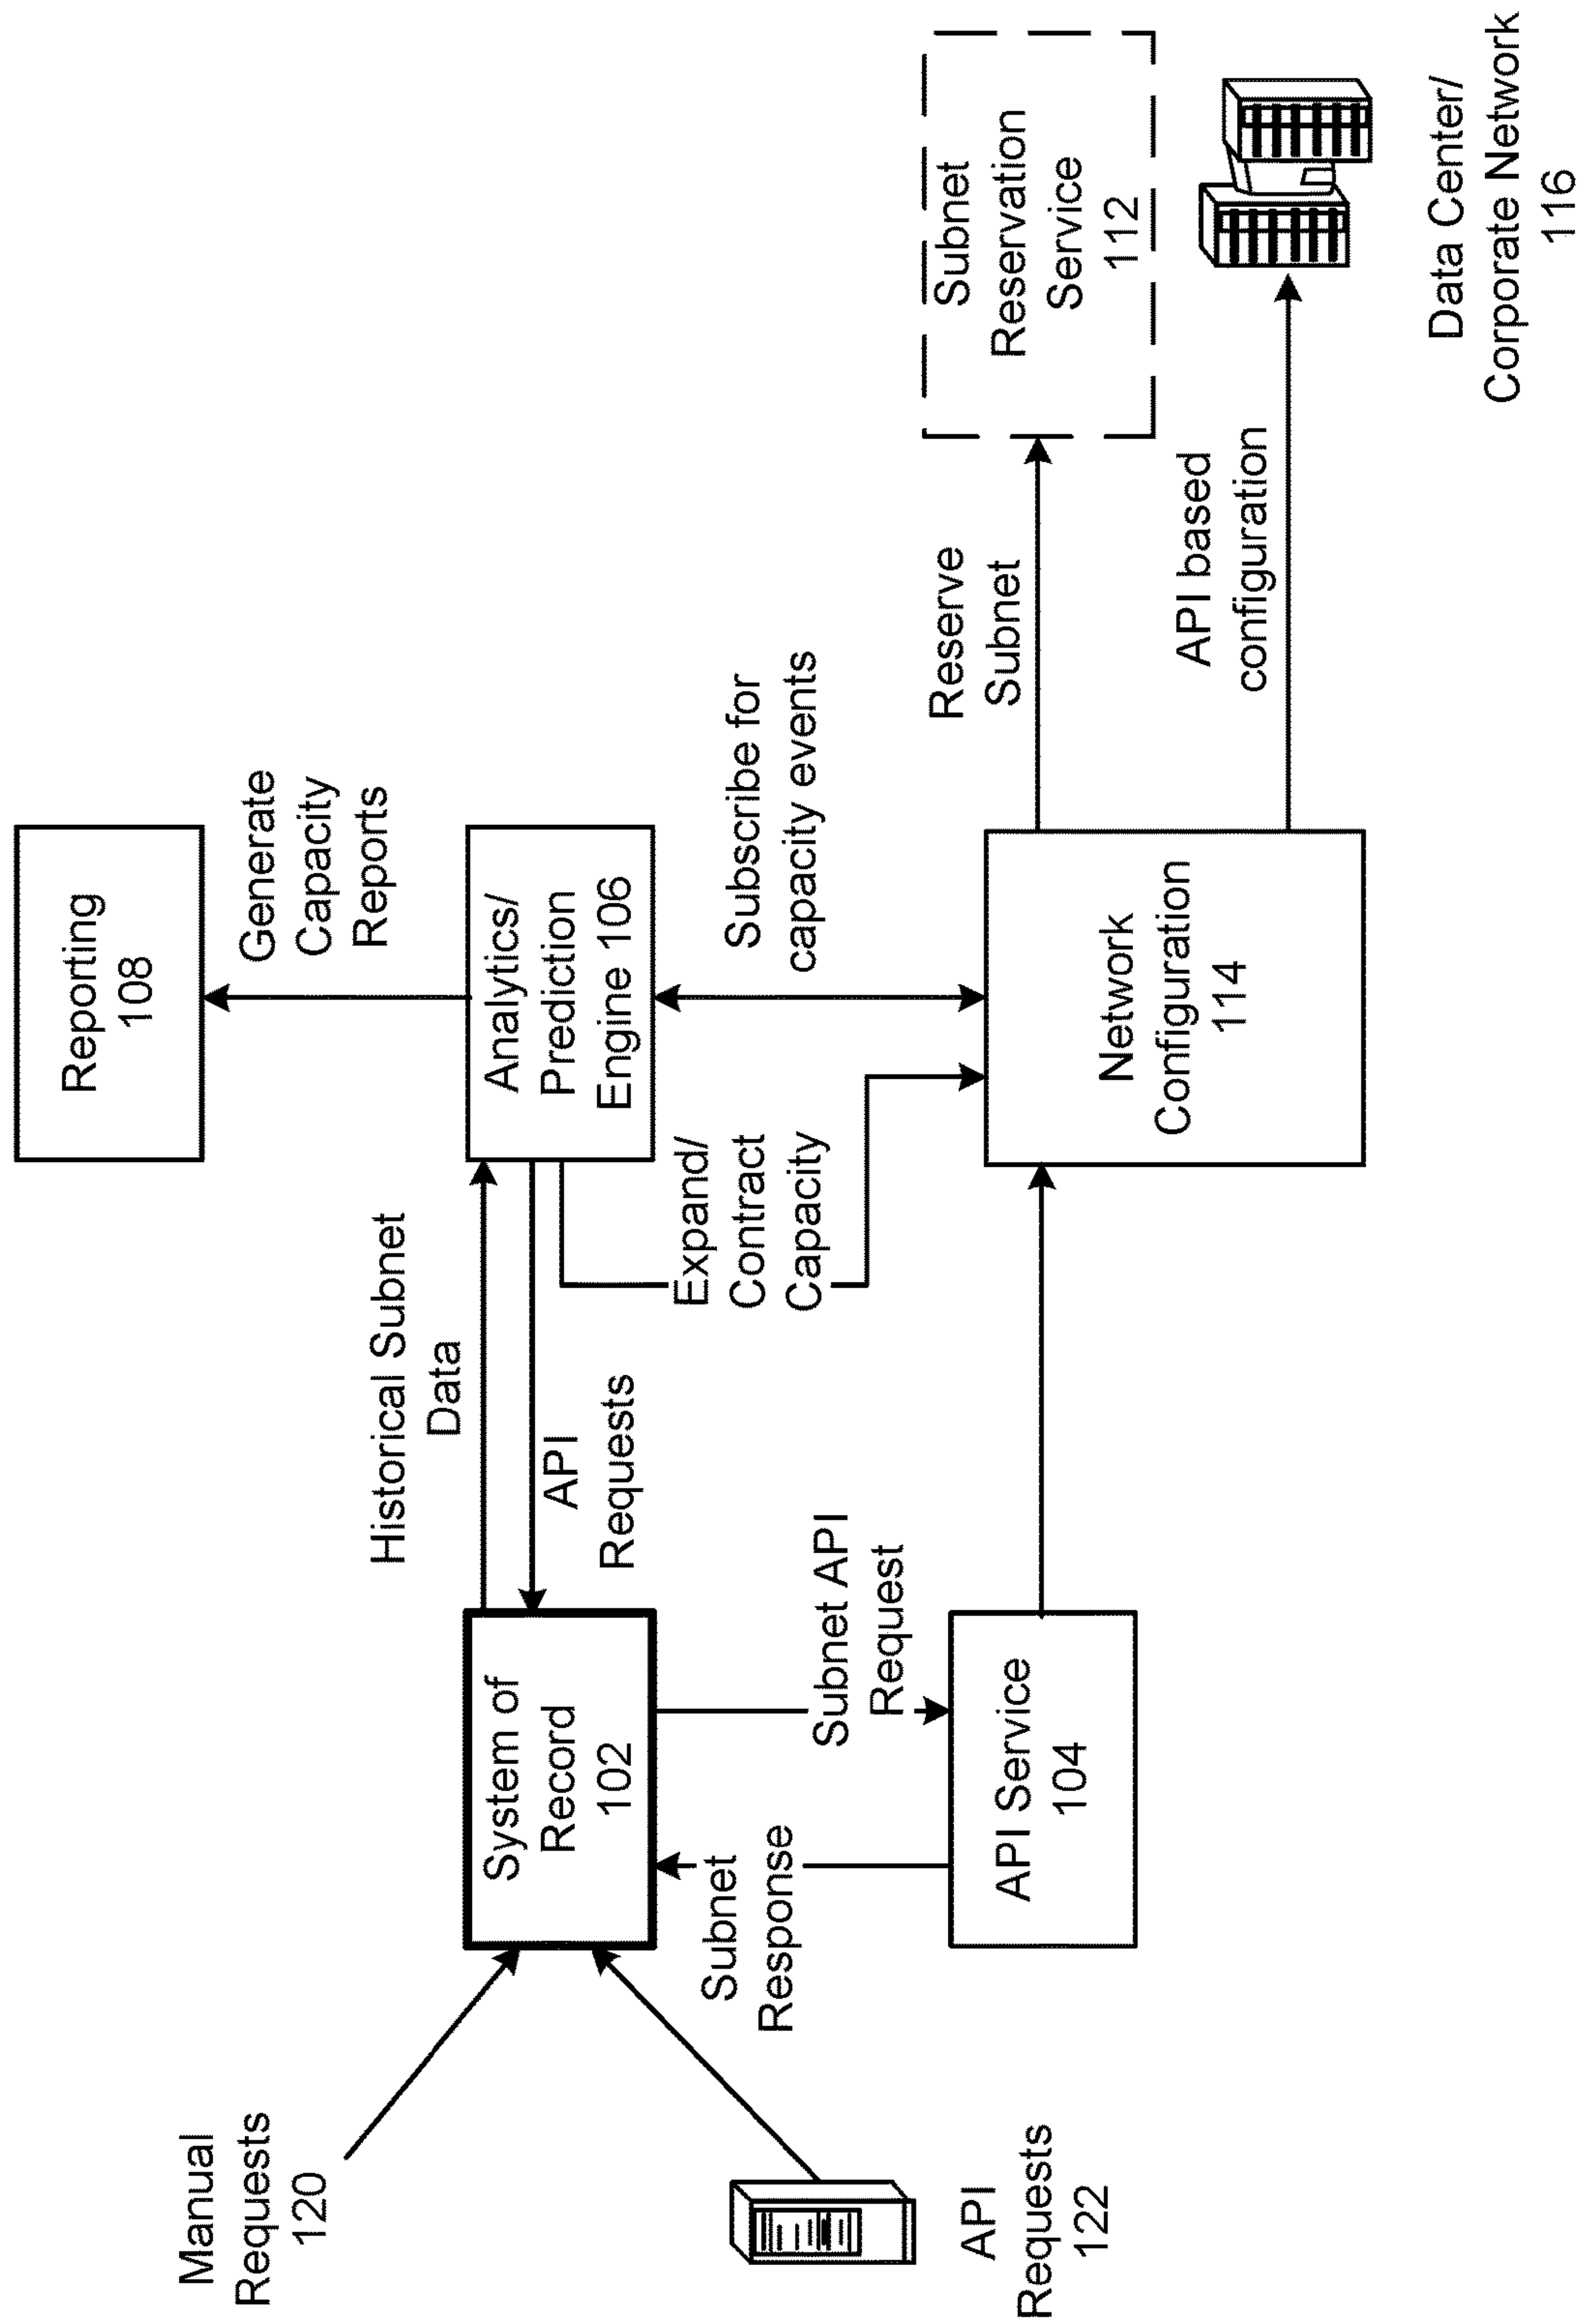 Reporting
108
Generate
Capacity
Reports
Manual
Requests
120
Historical Subnet
Data
System of
Record
102
API
Requests
Analytics/
Prediction
Engine 106
Expand/
Contract
Capacity
Subscribe for
capacity events
API
Requests
122
Subnet
Response
Subnet API
Request
API Service
104
Network
Configuration
114
Reserve
Subnet
Subnet
Reservation
Service
112
API based
configuration
Data Center/
Corporate Network
116